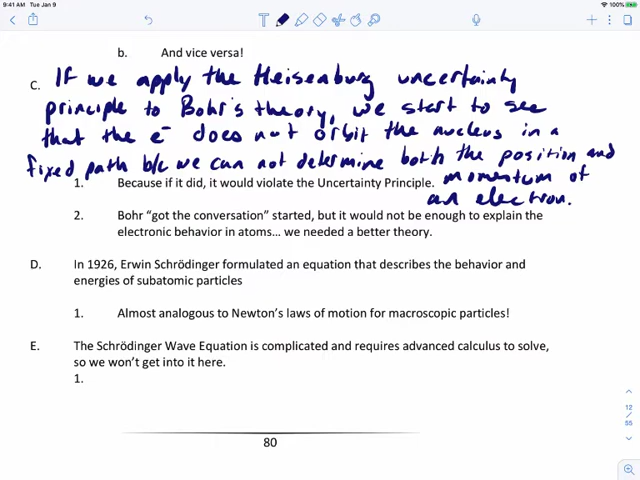 9:41 AM Tue Jan 9
100%
b. And vice versa!
C. If we apply the Heisenburg uncertainty
principle to Bohr's theory, we start to see
that the e⁻ does not orbit the nucleus in a
fixed path b/c we can not determine both the position and
momentum of
an electron.
1. Because if it did, it would violate the Uncertainty Principle.
2. Bohr “got the conversation” started, but it would not be enough to explain the
electronic behavior in atoms… we needed a better theory.
D. In 1926, Erwin Schrödinger formulated an equation that describes the behavior and
energies of subatomic particles
1. Almost analogous to Newton’s laws of motion for macroscopic particles!
E. The Schrödinger Wave Equation is complicated and requires advanced calculus to solve,
so we won’t get into it here.
1.
80
12
/
55